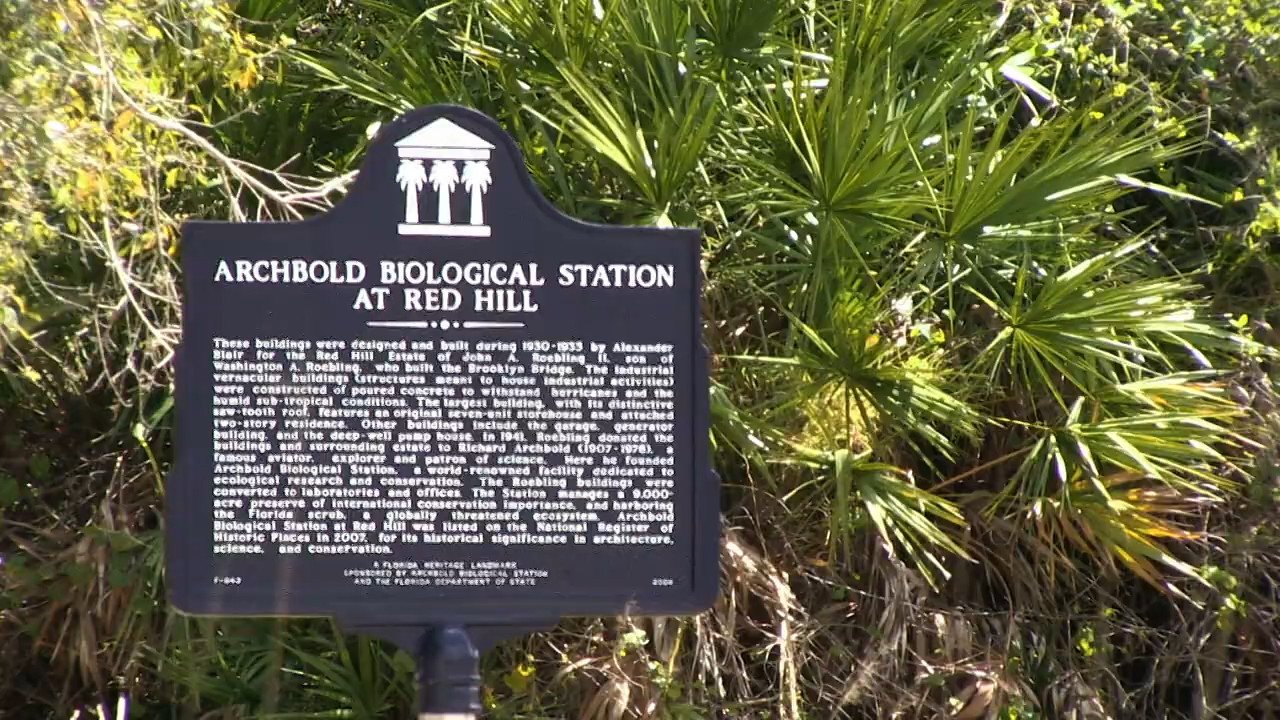 ARCHBOLD BIOLOGICAL STATION
AT RED HILL
These buildings were designed and built during 1930-1935 by Alexander
Blair for the Red Hill Estate of John A. Roebling II, son of
Washington A. Roebling, who built the Brooklyn Bridge. The industrial
vernacular buildings (structures meant to house industrial activities)
were constructed of poured concrete to withstand hurricanes and the
humid sub-tropical conditions. The largest building, with its distinctive
saw-tooth roof, features an original seven-unit storehouse and attached
two-story residence. Other buildings include the garage, generator
building, and the deep-well pump house. In 1941, Roebling donated the
buildings and surrounding estate to Richard Archbold (1907-1976), a
famous aviator, explorer and patron of science. Here he founded
Archbold Biological Station, a world-renowned facility dedicated to
ecological research and conservation. The Roebling buildings were
converted to laboratories and offices. The Station manages a 9,000-
acre preserve of international conservation importance, and harboring
the Florida scrub, a globally threatened ecosystem. Archbold
Biological Station at Red Hill was listed on the National Register of
Historic Places in 2007, for its historical significance in architecture,
science, and conservation.
A FLORIDA HERITAGE LANDMARK
SPONSORED BY ARCHBOLD BIOLOGICAL STATION
F-643 AND THE FLORIDA DEPARTMENT OF STATE 2008